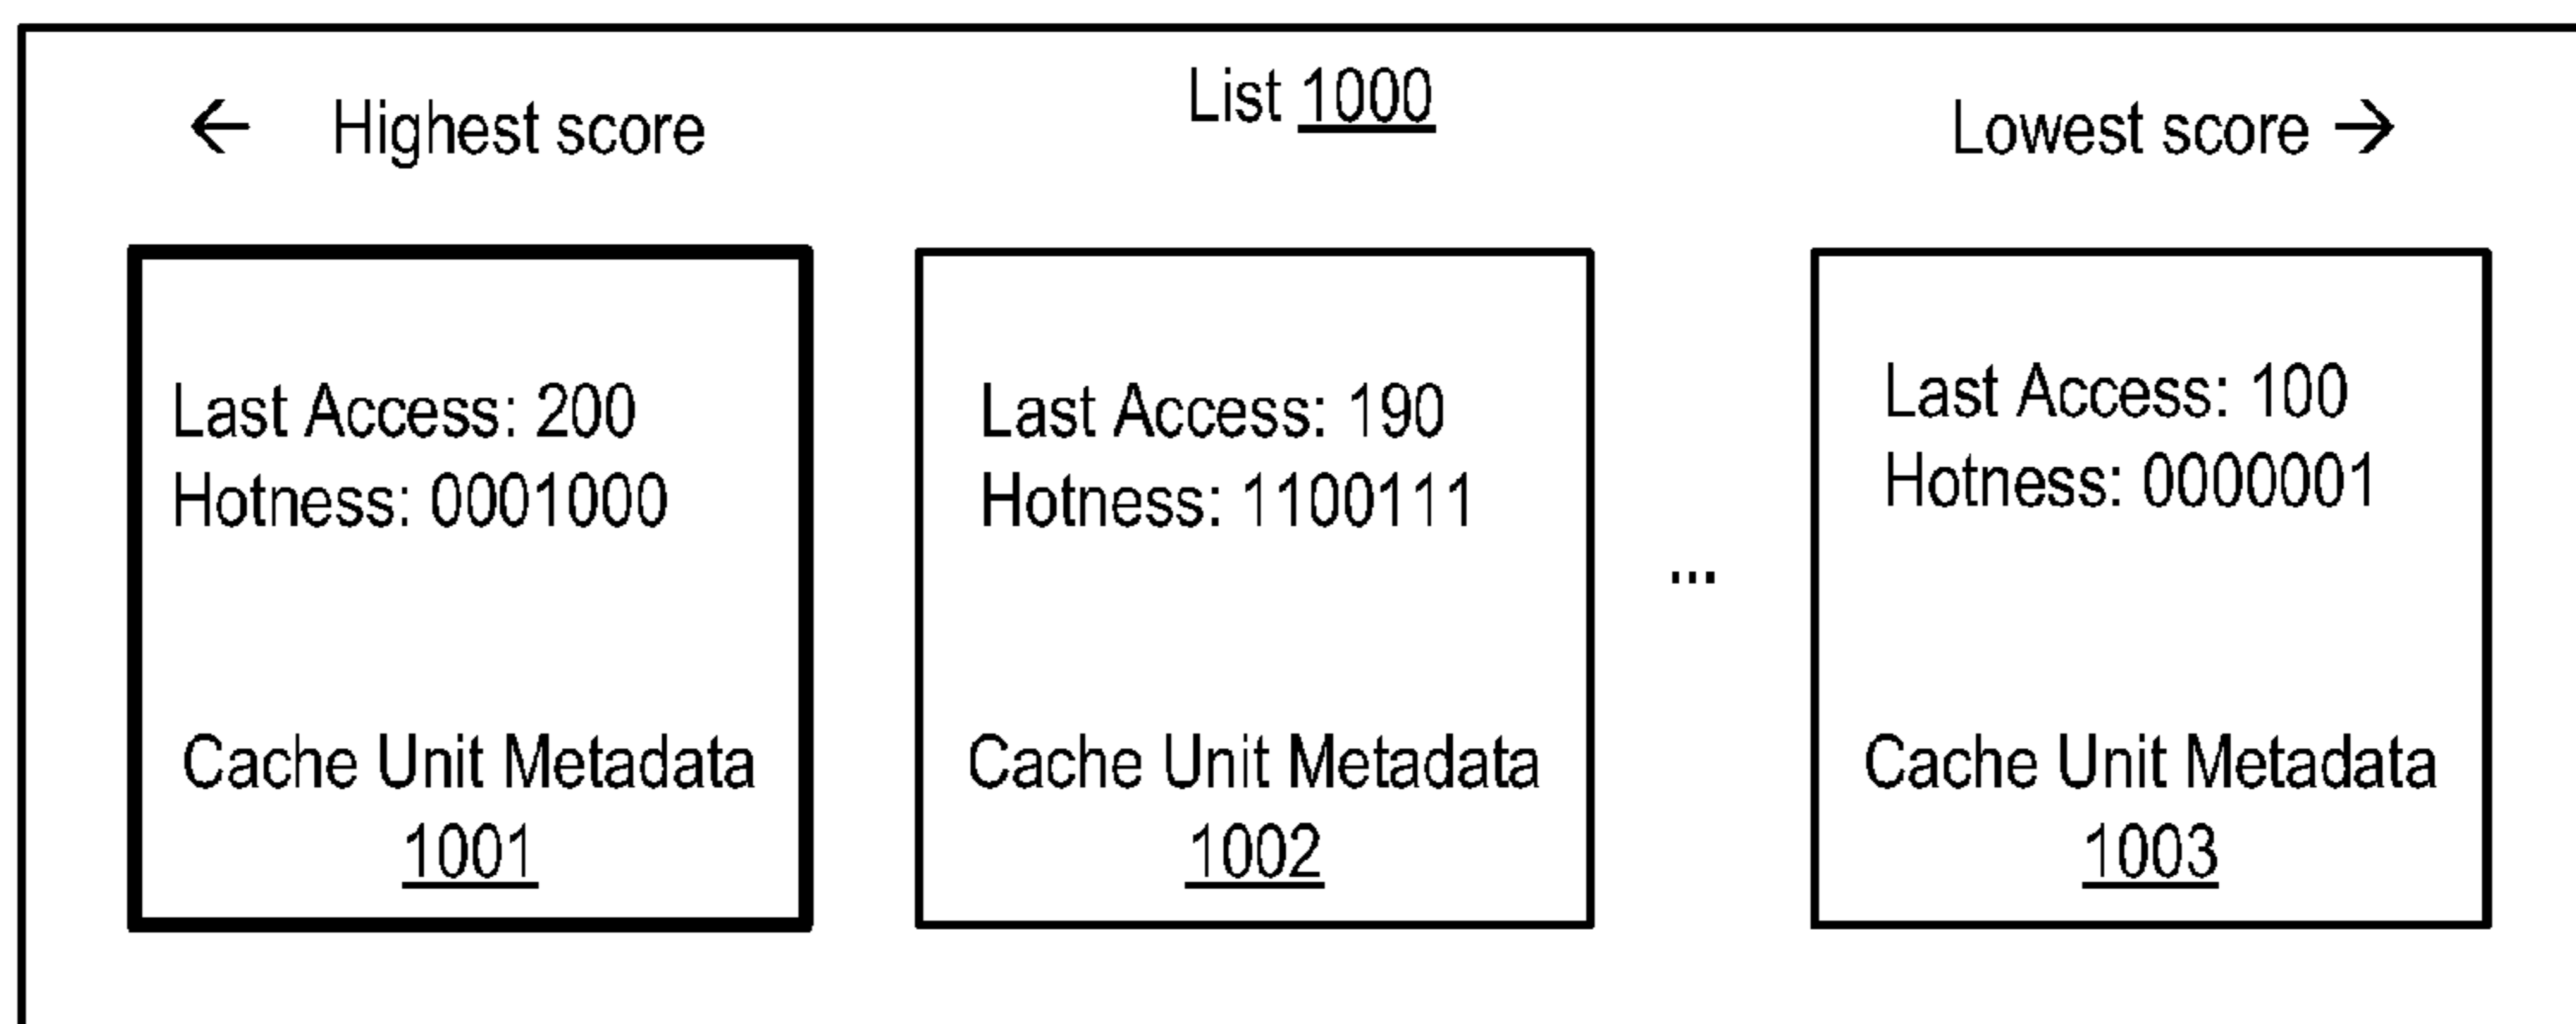 List 1000
← Highest score
Lowest score →
Last Access: 200
Hotness: 0001000
Cache Unit Metadata
1001
Last Access: 190
Hotness: 1100111
Cache Unit Metadata
1002
...
Last Access: 100
Hotness: 0000001
Cache Unit Metadata
1003